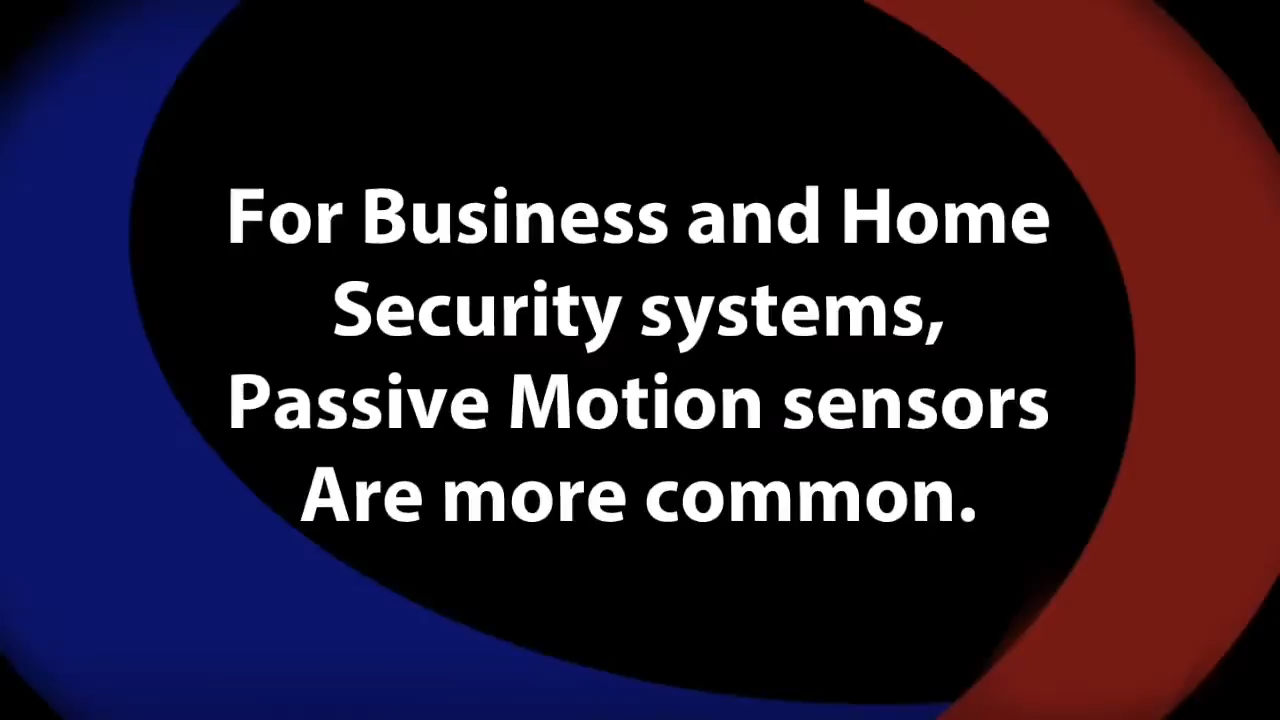 For Business and Home
Security systems,
Passive Motion sensors
Are more common.